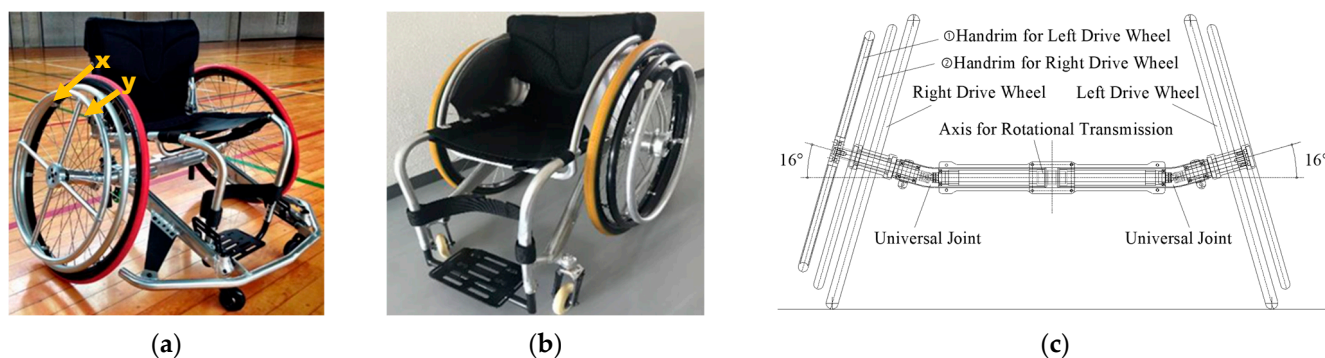 x
y
①Handrim for Left Drive Wheel
②Handrim for Right Drive Wheel
Right Drive Wheel Left Drive Wheel
Axis for Rotational Transmission
16° 16°
Universal Joint Universal Joint
(a) (b) (c)